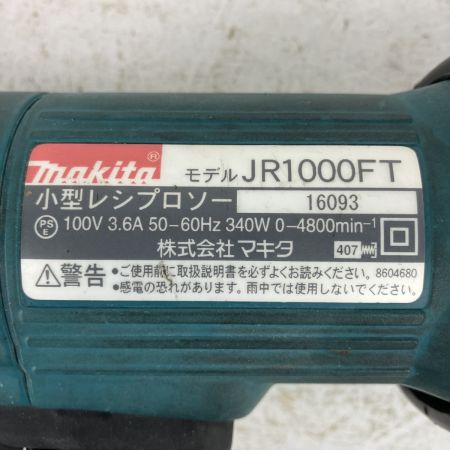 makita® モデル JR1000FT
小型レシプロソー 16093
PS E 100V 3.6A 50-60Hz 340W 0-4800min-1
株式会社マキタ 407
警告 •ご使用前に取扱説明書を必ずよくお読みください。 8604680
•感電の恐れがあります。雨中では使用しないでください。